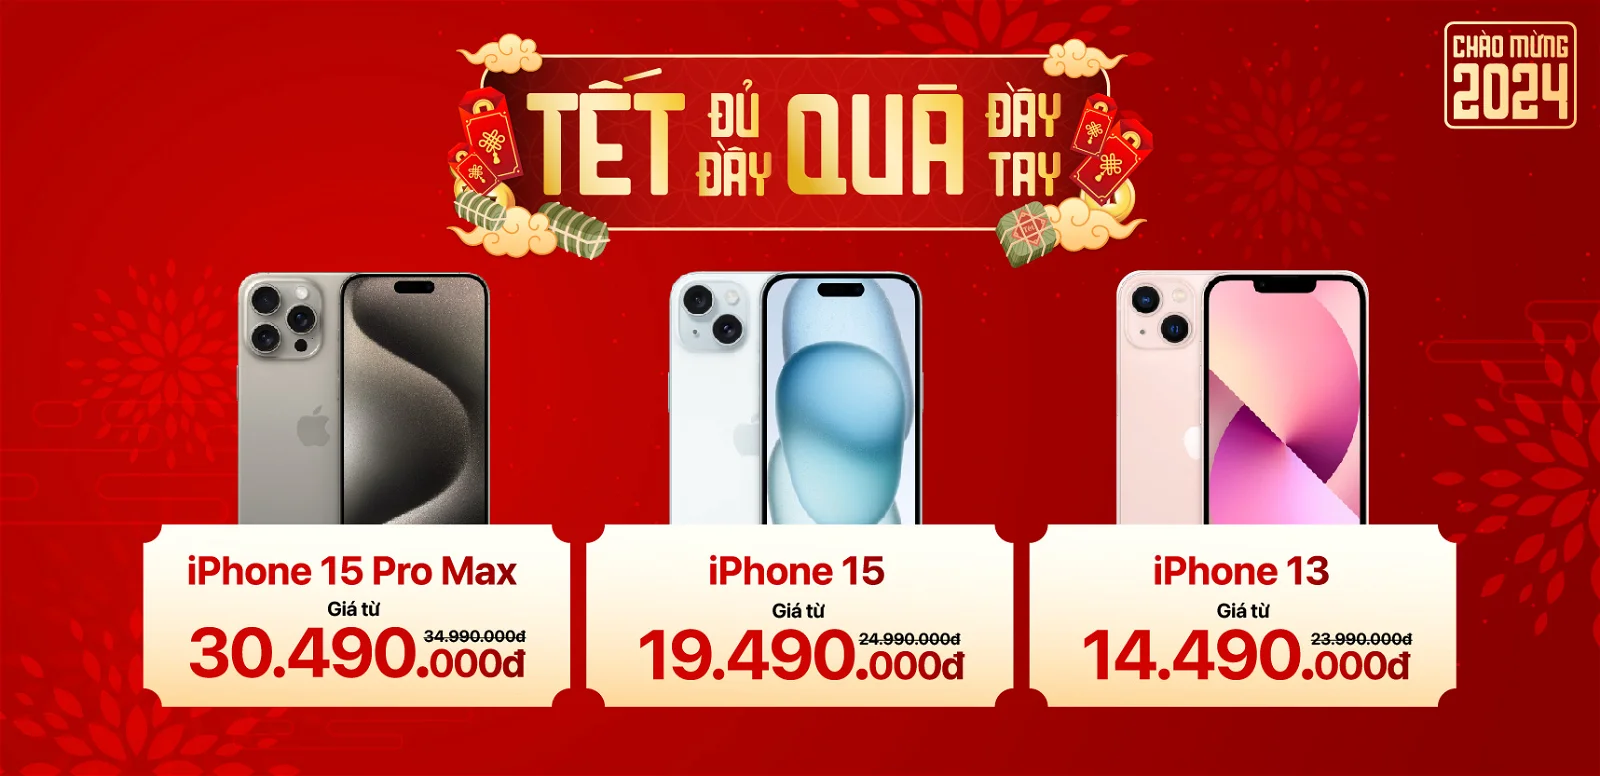 CHÀO MỪNG
2024
TẾT ĐỦ ĐẦY QUÀ ĐẦY TAY
iPhone 15 Pro Max
Giá từ
34.990.000đ
30.490.000đ
iPhone 15
Giá từ
24.990.000đ
19.490.000đ
iPhone 13
Giá từ
23.990.000đ
14.490.000đ